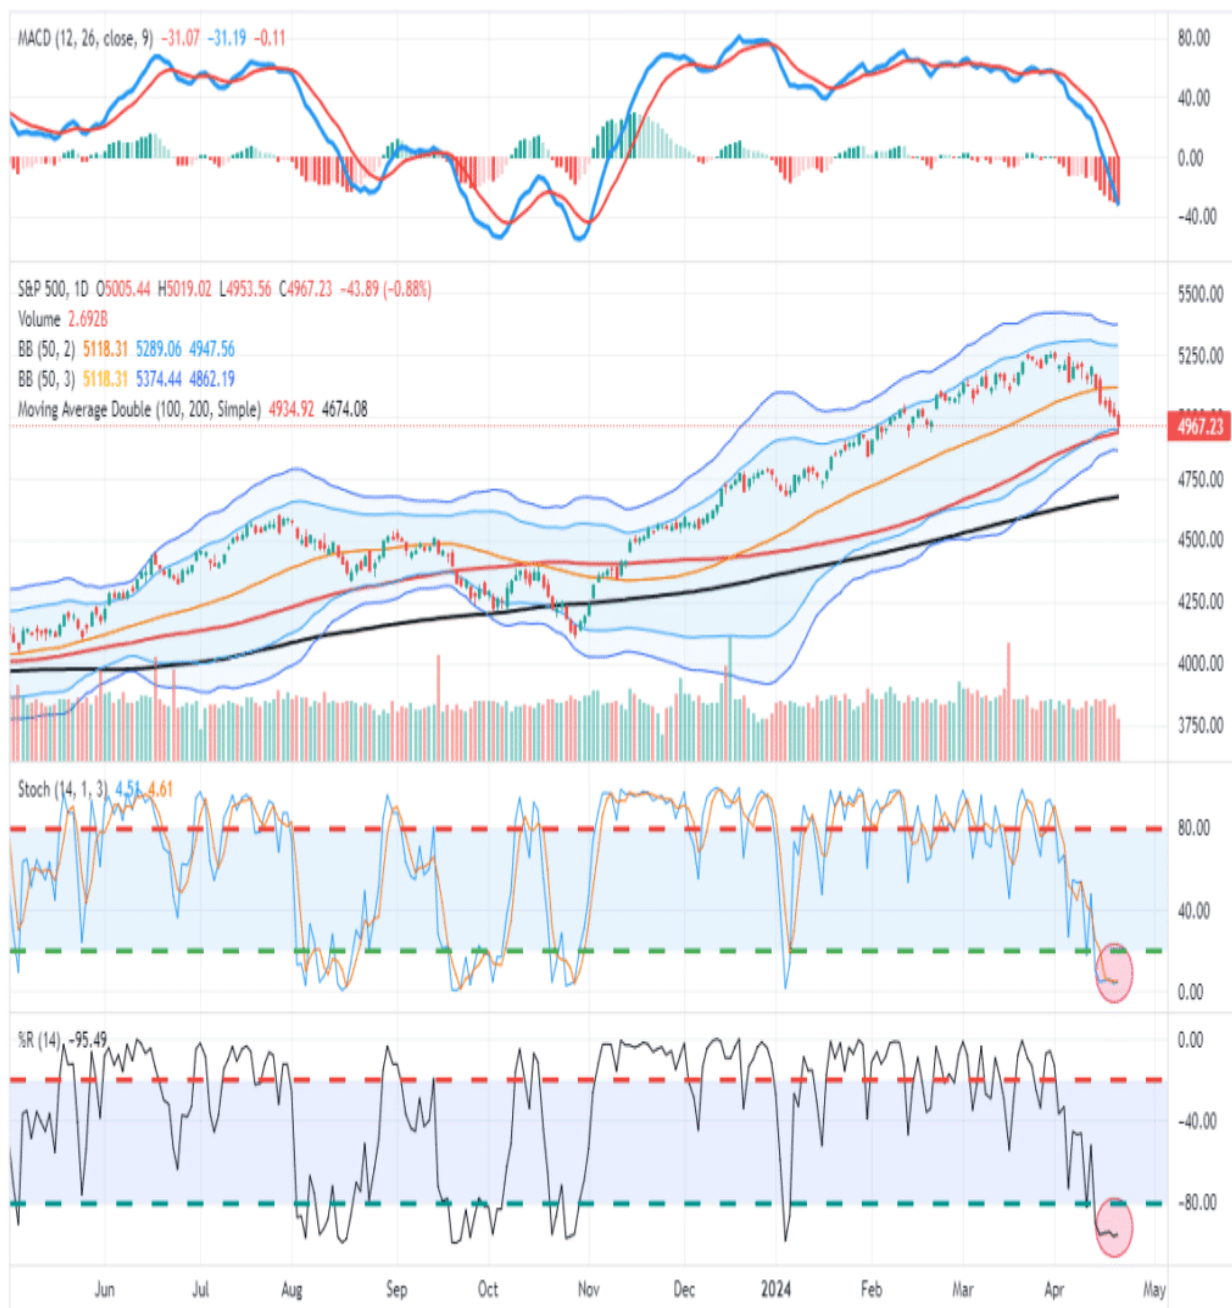 MACD (12, 26, close, 9) −31.07 −31.19 −0.11
80.00
40.00
0.00
−40.00
S&P 500, 1D O5005.44 H5019.02 L4953.56 C4967.23 −43.89 (−0.88%)
Volume 2.692B
BB (50, 2) 5118.31 5289.06 4947.56
BB (50, 3) 5118.31 5374.44 4862.19
Moving Average Double (100, 200, Simple) 4934.92 4674.08
5500.00
5250.00
4967.23
4750.00
4500.00
4250.00
4000.00
3750.00
Stoch (14, 1, 3) 4.51 4.61
80.00
40.00
0.00
%R (14) −95.49
0.00
−40.00
−80.00
Jun Jul Aug Sep Oct Nov Dec 2024 Feb Mar Apr May